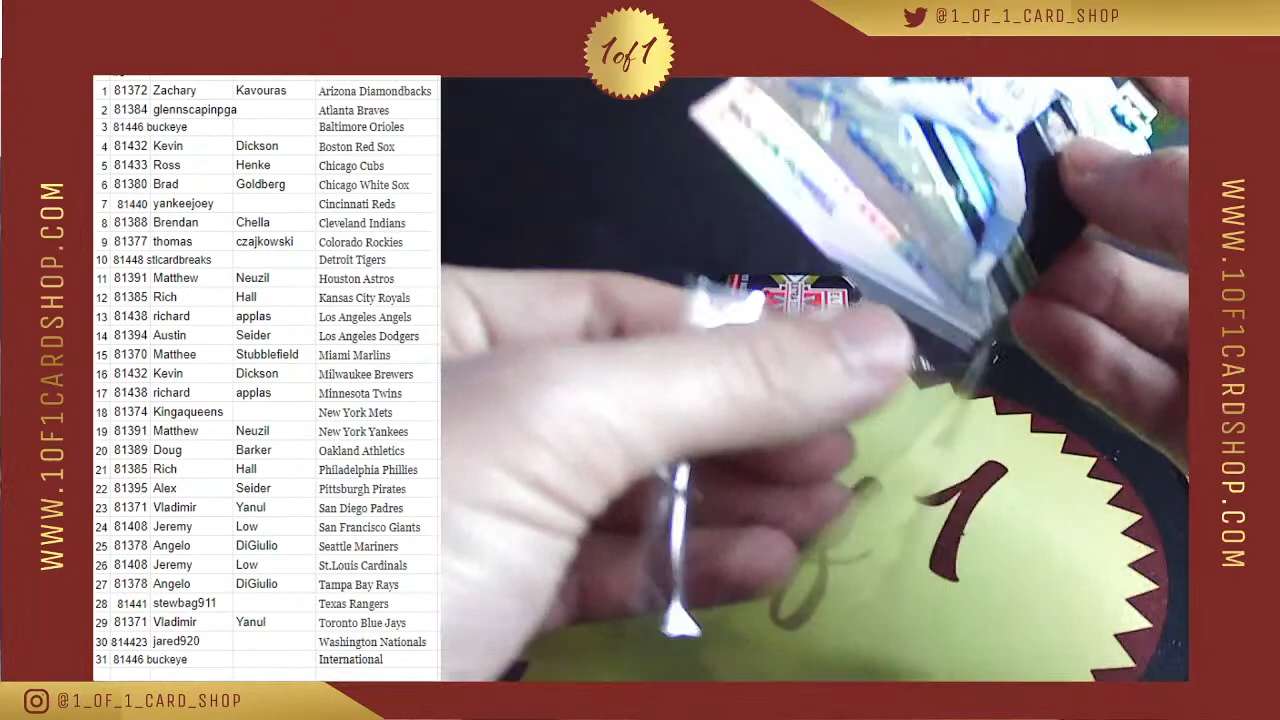 @1_OF_1_CARD_SHOP
1 of 1
1 81372 Zachary Kavouras Arizona Diamondbacks
2 81384 glennscapinpga Atlanta Braves
3 81446 buckeye Baltimore Orioles
4 81432 Kevin Dickson Boston Red Sox
5 81433 Ross Henke Chicago Cubs
6 81380 Brad Goldberg Chicago White Sox
7 81440 yankeejoey Cincinnati Reds
8 81388 Brendan Chella Cleveland Indians
9 81377 thomas czajkowski Colorado Rockies
10 81448 stlcardbreaks Detroit Tigers
11 81391 Matthew Neuzil Houston Astros
12 81385 Rich Hall Kansas City Royals
13 81438 richard applas Los Angeles Angels
14 81394 Austin Seider Los Angeles Dodgers
15 81370 Matthee Stubblefield Miami Marlins
16 81432 Kevin Dickson Milwaukee Brewers
17 81438 richard applas Minnesota Twins
18 81374 Kingaqueens New York Mets
19 81391 Matthew Neuzil New York Yankees
20 81389 Doug Barker Oakland Athletics
21 81385 Rich Hall Philadelphia Phillies
22 81395 Alex Seider Pittsburgh Pirates
23 81371 Vladimir Yanul San Diego Padres
24 81408 Jeremy Low San Francisco Giants
25 81378 Angelo DiGiulio Seattle Mariners
26 81408 Jeremy Low St.Louis Cardinals
27 81378 Angelo DiGiulio Tampa Bay Rays
28 81441 stewbag911 Texas Rangers
29 81371 Vladimir Yanul Toronto Blue Jays
30 814423 jared920 Washington Nationals
31 81446 buckeye International
of 1
WWW.1OF1CARDSHOP.COM
WWW.1OF1CARDSHOP.COM
@1_OF_1_CARD_SHOP